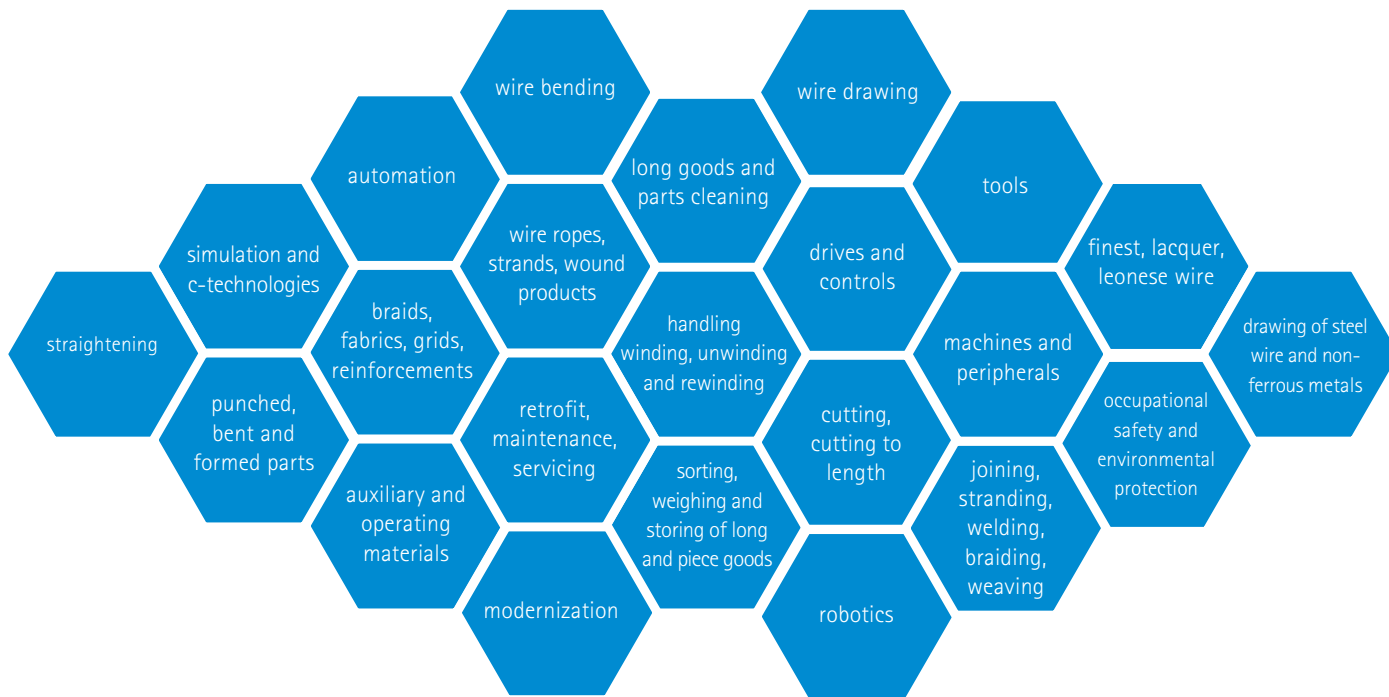 wire bending
wire drawing
automation
long goods and
parts cleaning
tools
simulation and
c-technologies
wire ropes,
strands, wound
products
drives and
controls
finest, lacquer,
leonese wire
straightening
braids,
fabrics, grids,
reinforcements
handling
winding, unwinding
and rewinding
machines and
peripherals
drawing of steel
wire and non-
ferrous metals
punched,
bent and
formed parts
retrofit,
maintenance,
servicing
cutting,
cutting to
length
occupational
safety and
environmental
protection
auxiliary and
operating
materials
sorting,
weighing and
storing of long
and piece goods
joining,
stranding,
welding,
braiding,
weaving
modernization
robotics